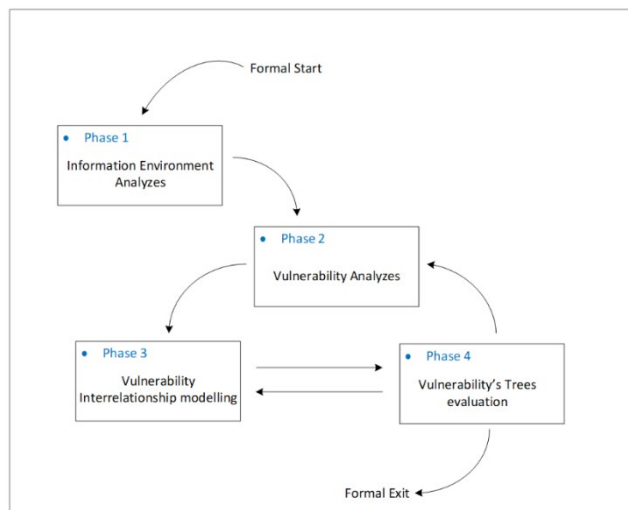 Formal Start
• Phase 1
Information Environment
Analyzes
• Phase 2
Vulnerability Analyzes
• Phase 3
Vulnerability
Interrelationship modelling
• Phase 4
Vulnerability’s Trees
evaluation
Formal Exit